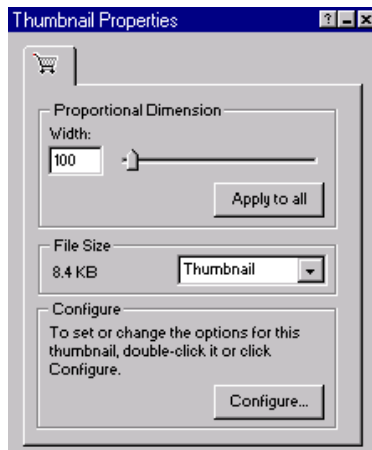 Thumbnail Properties
Proportional Dimension
Width:
100
Apply to all
File Size
8.4 KB
Thumbnail
Configure
To set or change the options for this
thumbnail, double-click it or click
Configure.
Configure...